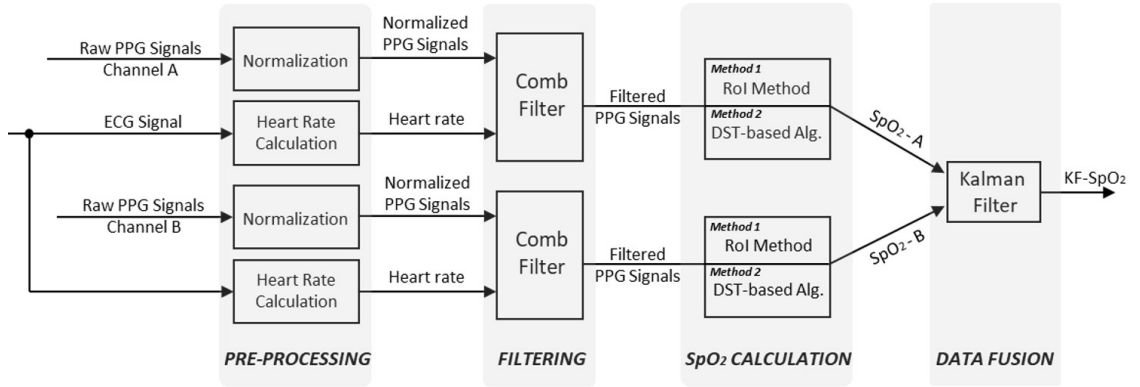 Raw PPG Signals
Channel A
Normalization
Normalized
PPG Signals
ECG Signal
Heart Rate
Calculation
Heart rate
Comb
Filter
Filtered
PPG Signals
Method 1
RoI Method
Method 2
DST-based Alg.
SpO₂ - A
Raw PPG Signals
Channel B
Normalization
Normalized
PPG Signals
Heart Rate
Calculation
Heart rate
Comb
Filter
Filtered
PPG Signals
Method 1
RoI Method
Method 2
DST-based Alg.
SpO₂ - B
Kalman
Filter
KF-SpO₂
PRE-PROCESSING
FILTERING
SpO₂ CALCULATION
DATA FUSION